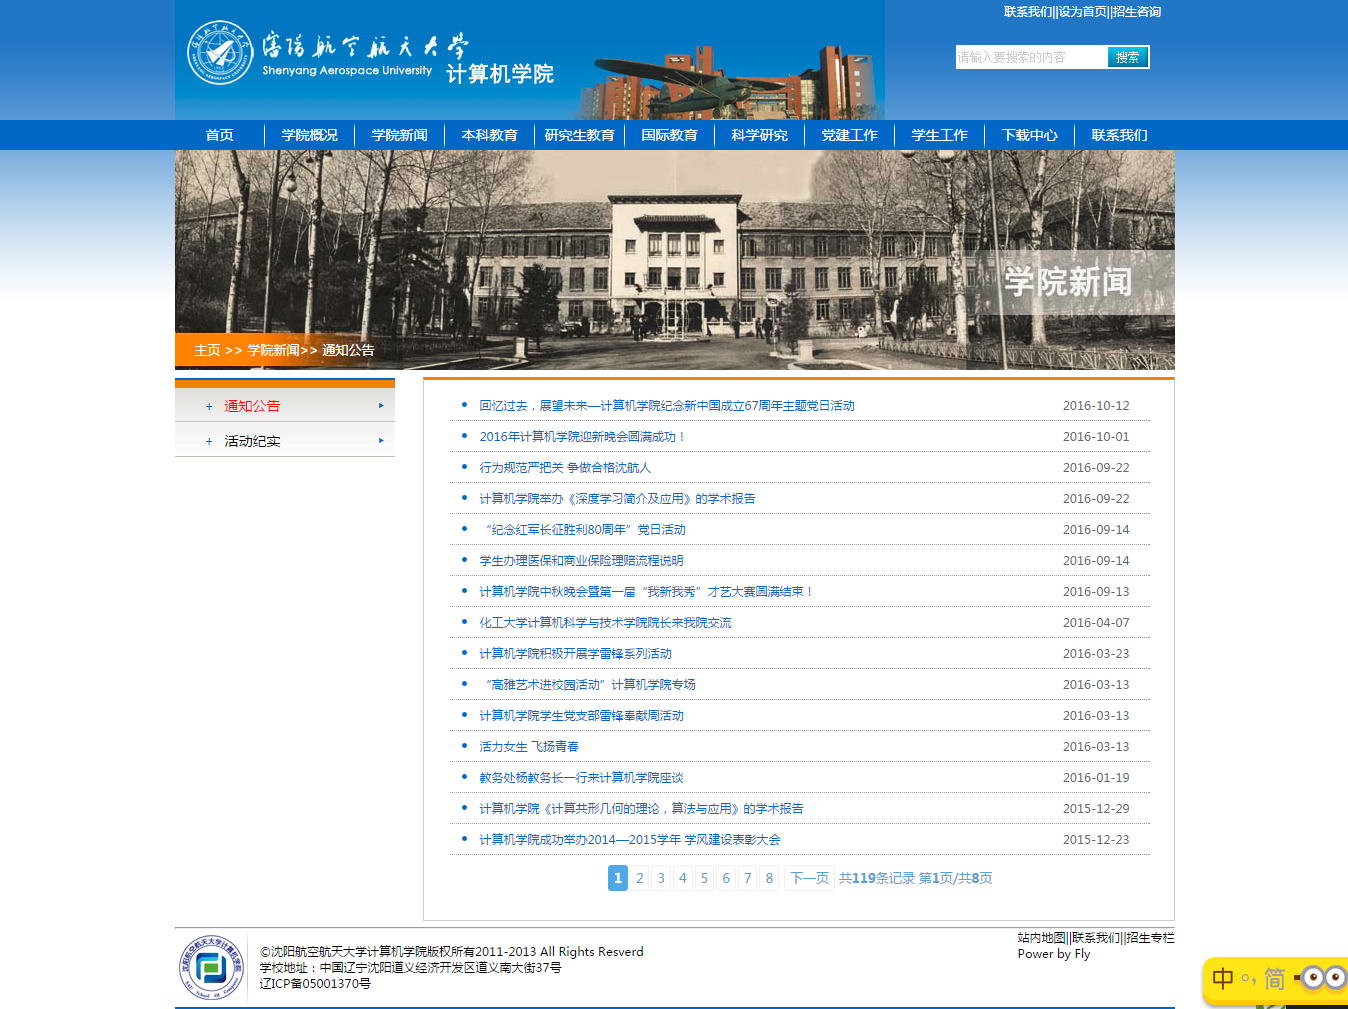 联系我们||设为首页||招生咨询
沈阳航空航天大学
Shenyang Aerospace University
计算机学院
请输入要搜索的内容
搜索
首页
学院概况
学院新闻
本科教育
研究生教育
国际教育
科学研究
党建工作
学生工作
下载中心
联系我们
学院新闻
主页 >> 学院新闻>> 通知公告
+ 通知公告
+ 活动纪实
回忆过去，展望未来—计算机学院纪念新中国成立67周年主题党日活动 2016-10-12
2016年计算机学院迎新晚会圆满成功！ 2016-10-01
行为规范严把关 争做合格沈航人 2016-09-22
计算机学院举办《深度学习简介及应用》的学术报告 2016-09-22
“纪念红军长征胜利80周年”党日活动 2016-09-14
学生办理医保和商业保险理赔流程说明 2016-09-14
计算机学院中秋晚会暨第一届“我新我秀”才艺大赛圆满结束！ 2016-09-13
化工大学计算机科学与技术学院院长来我院交流 2016-04-07
计算机学院积极开展学雷锋系列活动 2016-03-23
“高雅艺术进校园活动”计算机学院专场 2016-03-13
计算机学院学生党支部雷锋奉献周活动 2016-03-13
活力女生 飞扬青春 2016-03-13
教务处杨教务长一行来计算机学院座谈 2016-01-19
计算机学院《计算共形几何的理论，算法与应用》的学术报告 2015-12-29
计算机学院成功举办2014—2015学年 学风建设表彰大会 2015-12-23
1 2 3 4 5 6 7 8 下一页 共119条记录 第1页/共8页
©沈阳航空航天大学计算机学院版权所有2011-2013 All Rights Resverd
学校地址：中国辽宁沈阳道义经济开发区道义南大街37号
辽ICP备05001370号
站内地图||联系我们||招生专栏
Power by Fly
中 °, 简